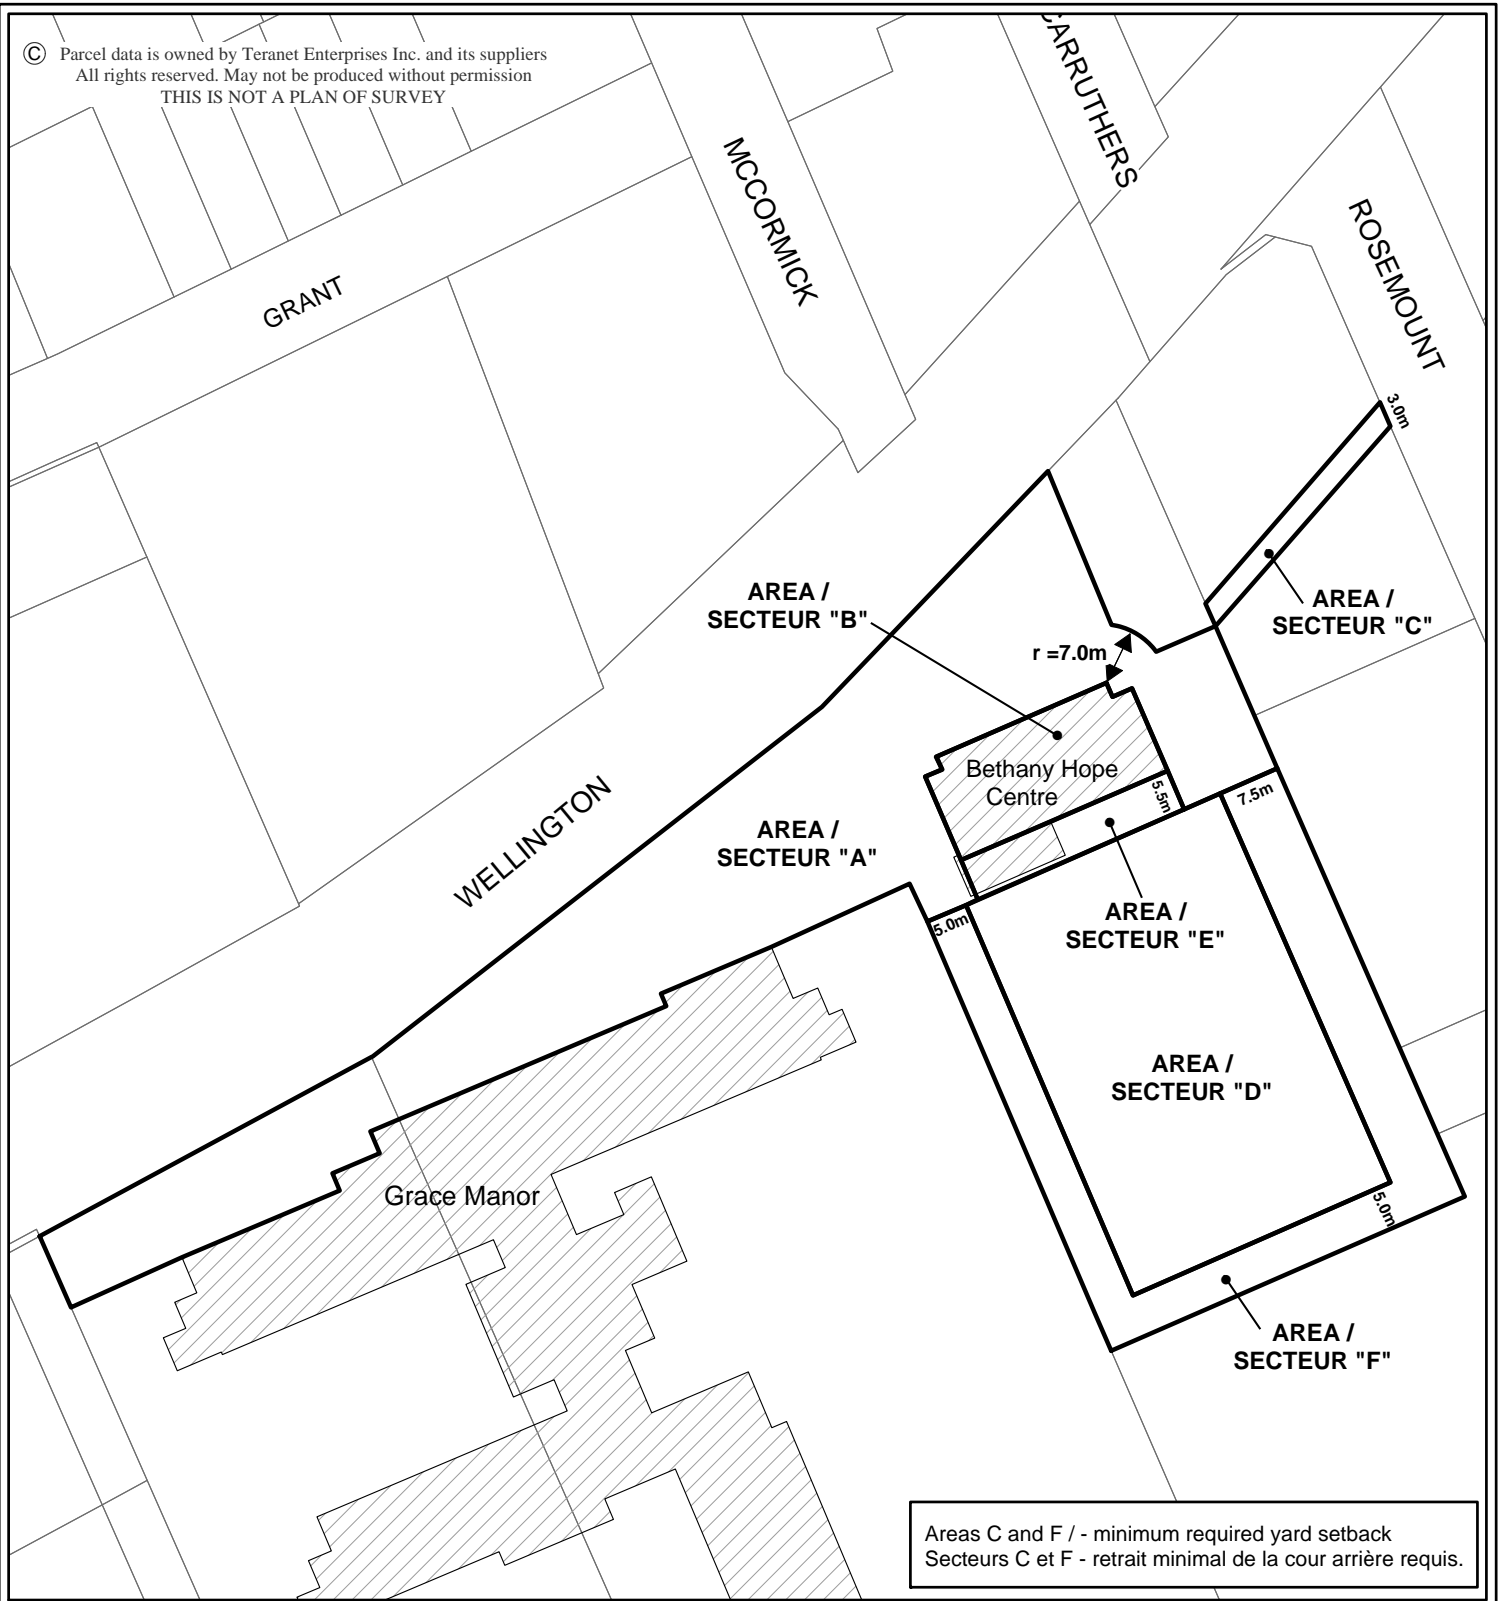 © Parcel data is owned by Teranet Enterprises Inc. and its suppliers
All rights reserved. May not be produced without permission
THIS IS NOT A PLAN OF SURVEY
CARRUTHERS
MCCORMICK
ROSEMOUNT
GRANT
3.0m
AREA /
SECTEUR "B"
AREA /
SECTEUR "C"
r =7.0m
Bethany Hope
Centre
5.5m
7.5m
WELLINGTON
AREA /
SECTEUR "A"
5.0m
AREA /
SECTEUR "E"
AREA /
SECTEUR "D"
Grace Manor
5.0m
AREA /
SECTEUR "F"
Areas C and F / - minimum required yard setback
Secteurs C et F - retrait minimal de la cour arrière requis.